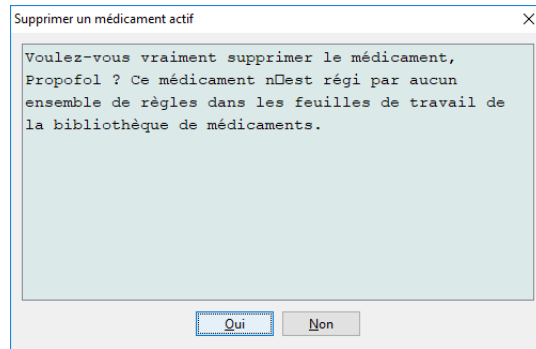 Supprimer un médicament actif
Voulez-vous vraiment supprimer le médicament,
Propofol ? Ce médicament n□est régi par aucun
ensemble de règles dans les feuilles de travail de
la bibliothèque de médicaments.
Oui Non